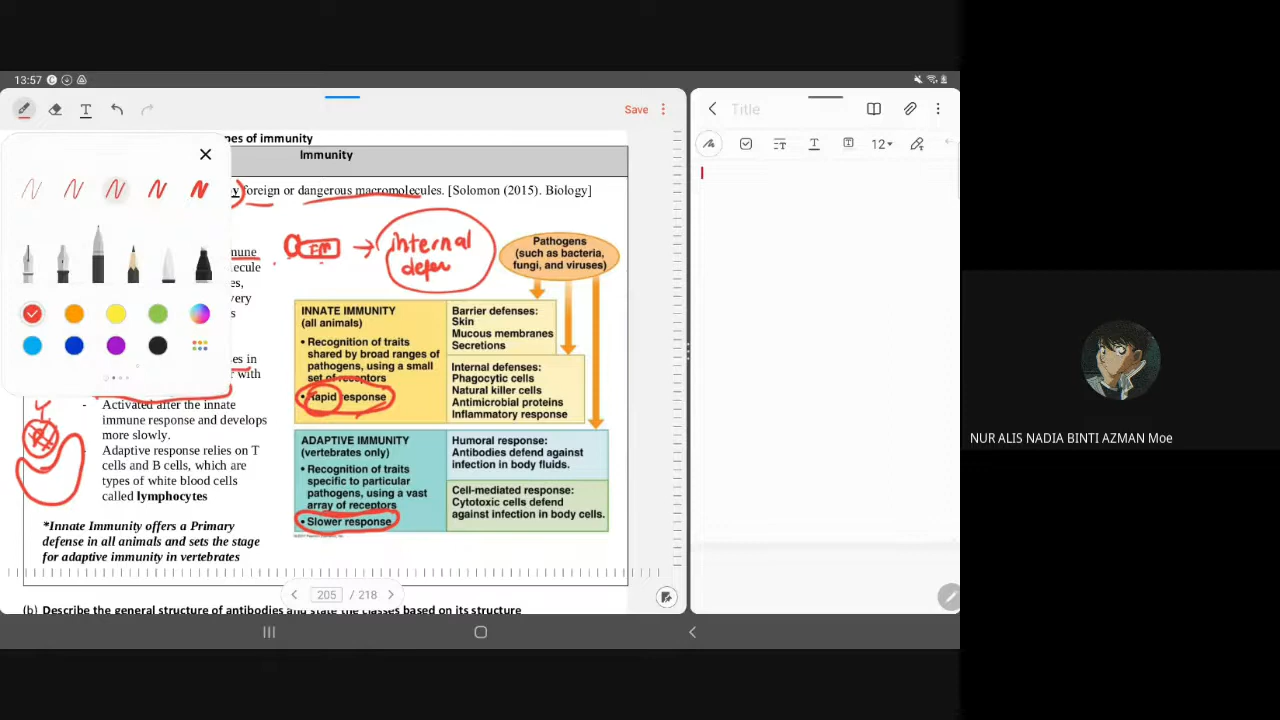 13:57
Save
Title
12
pes of immunity
Immunity
foreign or dangerous macromolecules. [Solomon (2015). Biology]
mune
ecule
es,
very
s
es in
with
- Activated after the innate
immune response and develops
more slowly.
Adaptive response relies on T
cells and B cells, which are
types of white blood cells
called lymphocytes
*Innate Immunity offers a Primary
defense in all animals and sets the stage
for adaptive immunity in vertebrates
internal
defen
Pathogens
(such as bacteria,
fungi, and viruses)
INNATE IMMUNITY
(all animals)
• Recognition of traits
shared by broad ranges of
pathogens, using a small
set of receptors
• Rapid response
Barrier defenses:
Skin
Mucous membranes
Secretions
Internal defenses:
Phagocytic cells
Natural killer cells
Antimicrobial proteins
Inflammatory response
ADAPTIVE IMMUNITY
(vertebrates only)
• Recognition of traits
specific to particular
pathogens, using a vast
array of receptors
• Slower response
Humoral response:
Antibodies defend against
infection in body fluids.
Cell-mediated response:
Cytotoxic cells defend
against infection in body cells.
205 / 218
(b) Describe the general structure of antibodies and state the classes based on its structure
NUR ALIS NADIA BINTI AZMAN Moe